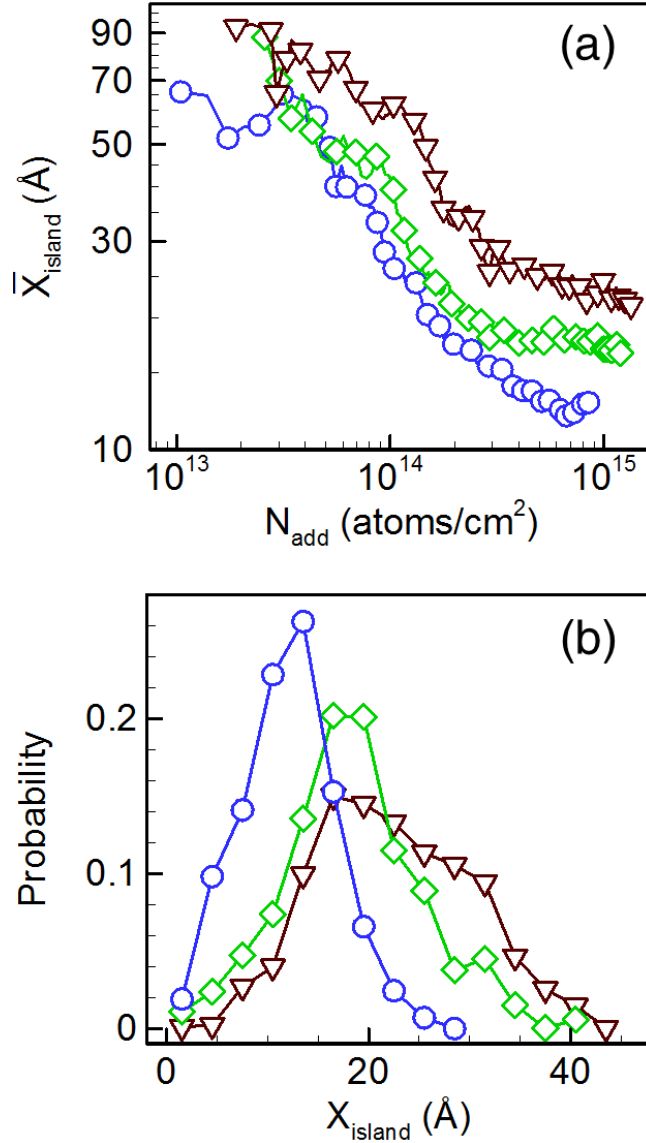 (a)
90
70
50
30
10
X̅island (Å)
10¹³
10¹⁴
10¹⁵
Nadd (atoms/cm²)
(b)
0.2
0.1
0
Probability
0
20
40
Xisland (Å)